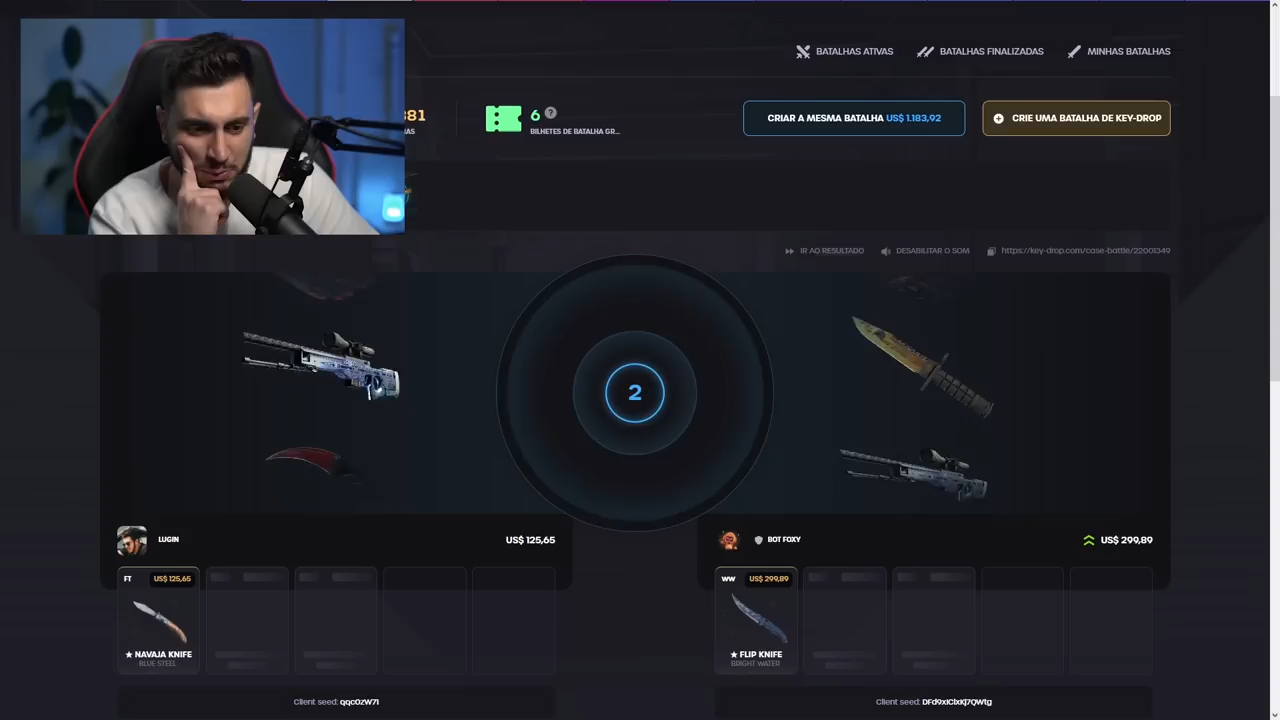 BATALHAS ATIVAS
BATALHAS FINALIZADAS
MINHAS BATALHAS
6
?
BILHETES DE BATALHA GR...
CRIAR A MESMA BATALHA US$ 1.183,92
CRIE UMA BATALHA DE KEY-DROP
IR AO RESULTADO
DESABILITAR O SOM
https://key-drop.com/case-battle/22001349
2
LUGIN
US$ 125,65
BOT FOXY
US$ 299,89
FT US$ 125,65
★ NAVAJA KNIFE
BLUE STEEL
WW US$ 299,89
★ FLIP KNIFE
BRIGHT WATER
Client seed:
Client seed: